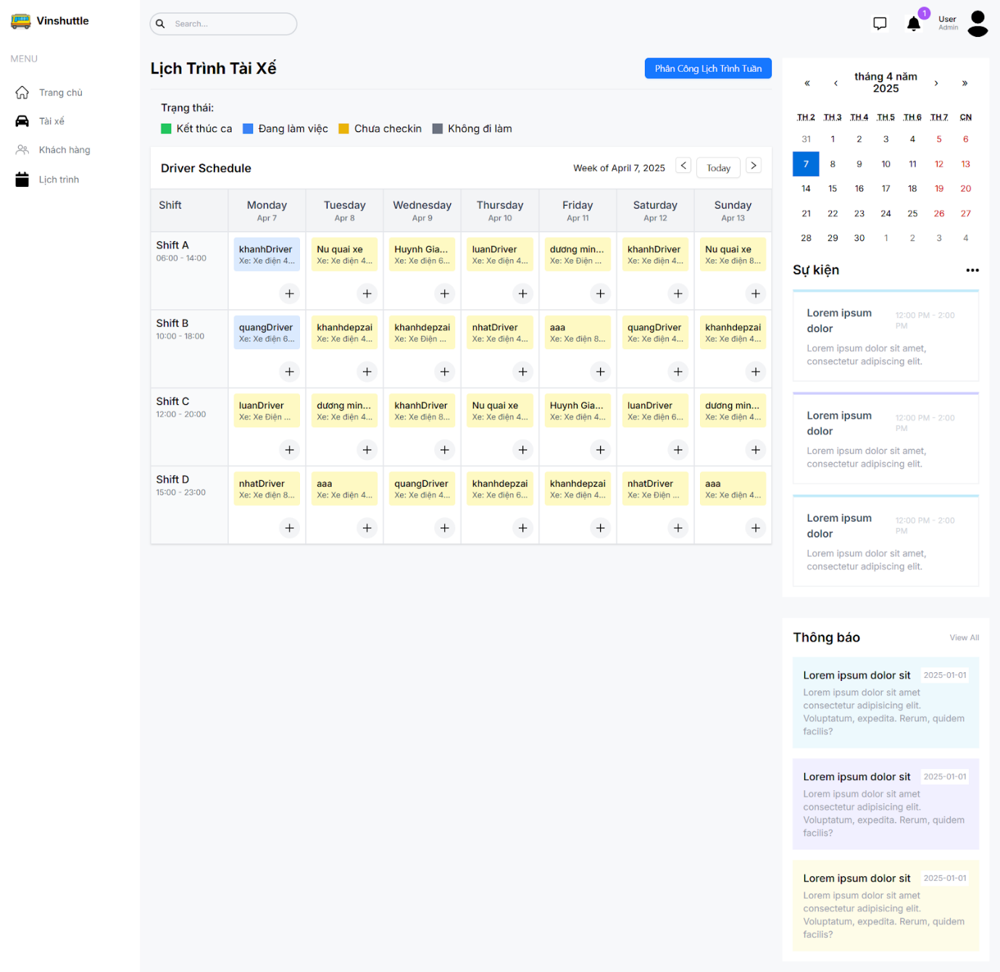 Vinshuttle
MENU
Trang chủ
Tài xế
Khách hàng
Lịch trình
Search...
1
User
Admin
Lịch Trình Tài Xế
Phân Công Lịch Trình Tuần
Trạng thái:
Kết thúc ca Đang làm việc Chưa checkin Không đi làm
Driver Schedule
Week of April 7, 2025 < Today >
Shift Monday Tuesday Wednesday Thursday Friday Saturday Sunday
Apr 7 Apr 8 Apr 9 Apr 10 Apr 11 Apr 12 Apr 13
Shift A khanhDriver Nu quai xe Huynh Gia... luanDriver dương min... khanhDriver Nu quai xe
06:00 - 14:00 Xe: Xe điện 4... Xe: Xe điện 4... Xe: Xe điện 6... Xe: Xe điện 4... Xe: Xe Điện ... Xe: Xe điện 4... Xe: Xe điện 8...
+ + + + + + +
Shift B quangDriver khanhdepzai khanhdepzai nhatDriver aaa quangDriver khanhdepzai
10:00 - 18:00 Xe: Xe điện 6... Xe: Xe điện 4... Xe: Xe Điện ... Xe: Xe điện 4... Xe: Xe điện 8... Xe: Xe điện 4... Xe: Xe điện 4...
+ + + + + + +
Shift C luanDriver dương min... khanhDriver Nu quai xe Huynh Gia... luanDriver dương min...
12:00 - 20:00 Xe: Xe Điện ... Xe: Xe điện 4... Xe: Xe điện 8... Xe: Xe điện 4... Xe: Xe điện 4... Xe: Xe điện 6... Xe: Xe điện 4...
+ + + + + + +
Shift D nhatDriver aaa quangDriver khanhdepzai khanhdepzai nhatDriver aaa
15:00 - 23:00 Xe: Xe điện 8... Xe: Xe điện 4... Xe: Xe điện 4... Xe: Xe điện 6... Xe: Xe điện 4... Xe: Xe Điện ... Xe: Xe điện 4...
+ + + + + + +
« ‹ tháng 4 năm › »
2025
TH 2 TH 3 TH 4 TH 5 TH 6 TH 7 CN
31 1 2 3 4 5 6
7 8 9 10 11 12 13
14 15 16 17 18 19 20
21 22 23 24 25 26 27
28 29 30 1 2 3 4
Sự kiện
Lorem ipsum
dolor
12:00 PM - 2:00
PM
Lorem ipsum dolor sit amet,
consectetur adipiscing elit.
Lorem ipsum
dolor
12:00 PM - 2:00
PM
Lorem ipsum dolor sit amet,
consectetur adipiscing elit.
Lorem ipsum
dolor
12:00 PM - 2:00
PM
Lorem ipsum dolor sit amet,
consectetur adipiscing elit.
Thông báo View All
Lorem ipsum dolor sit 2025-01-01
Lorem ipsum dolor sit amet
consectetur adipisicing elit.
Voluptatum, expedita. Rerum, quidem
facilis?
Lorem ipsum dolor sit 2025-01-01
Lorem ipsum dolor sit amet
consectetur adipisicing elit.
Voluptatum, expedita. Rerum, quidem
facilis?
Lorem ipsum dolor sit 2025-01-01
Lorem ipsum dolor sit amet
consectetur adipisicing elit.
Voluptatum, expedita. Rerum, quidem
facilis?